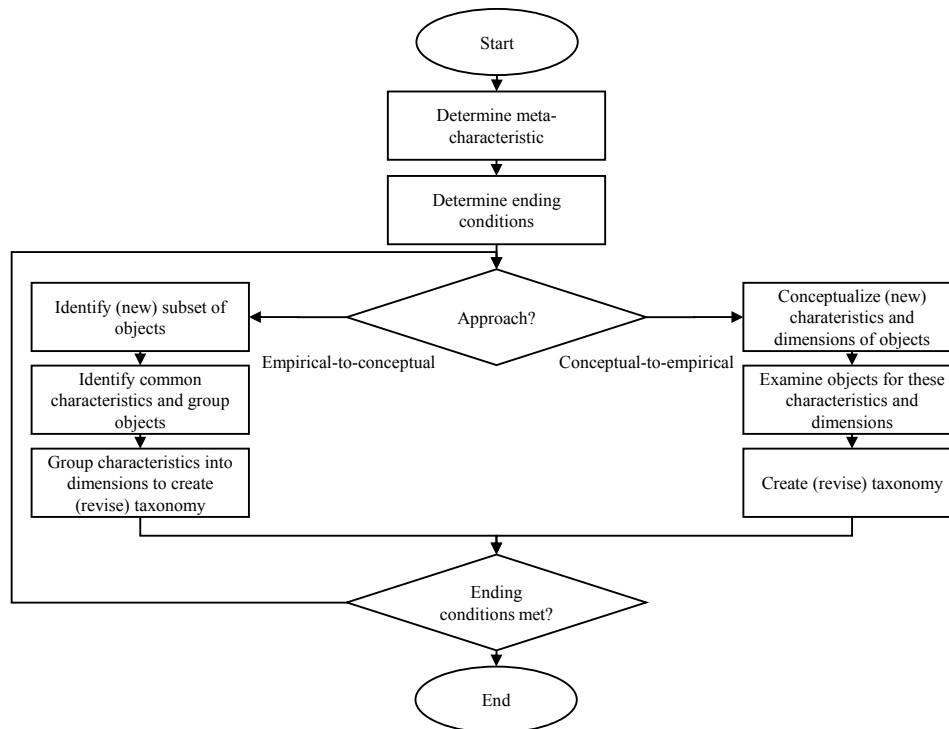 Start
Determine meta-
characteristic
Determine ending
conditions
Approach?
Identify (new) subset of
objects
Empirical-to-conceptual
Identify common
characteristics and group
objects
Group characteristics into
dimensions to create
(revise) taxonomy
Conceptualize (new)
charateristics and
dimensions of objects
Conceptual-to-empirical
Examine objects for these
characteristics and
dimensions
Create (revise) taxonomy
Ending
conditions met?
End